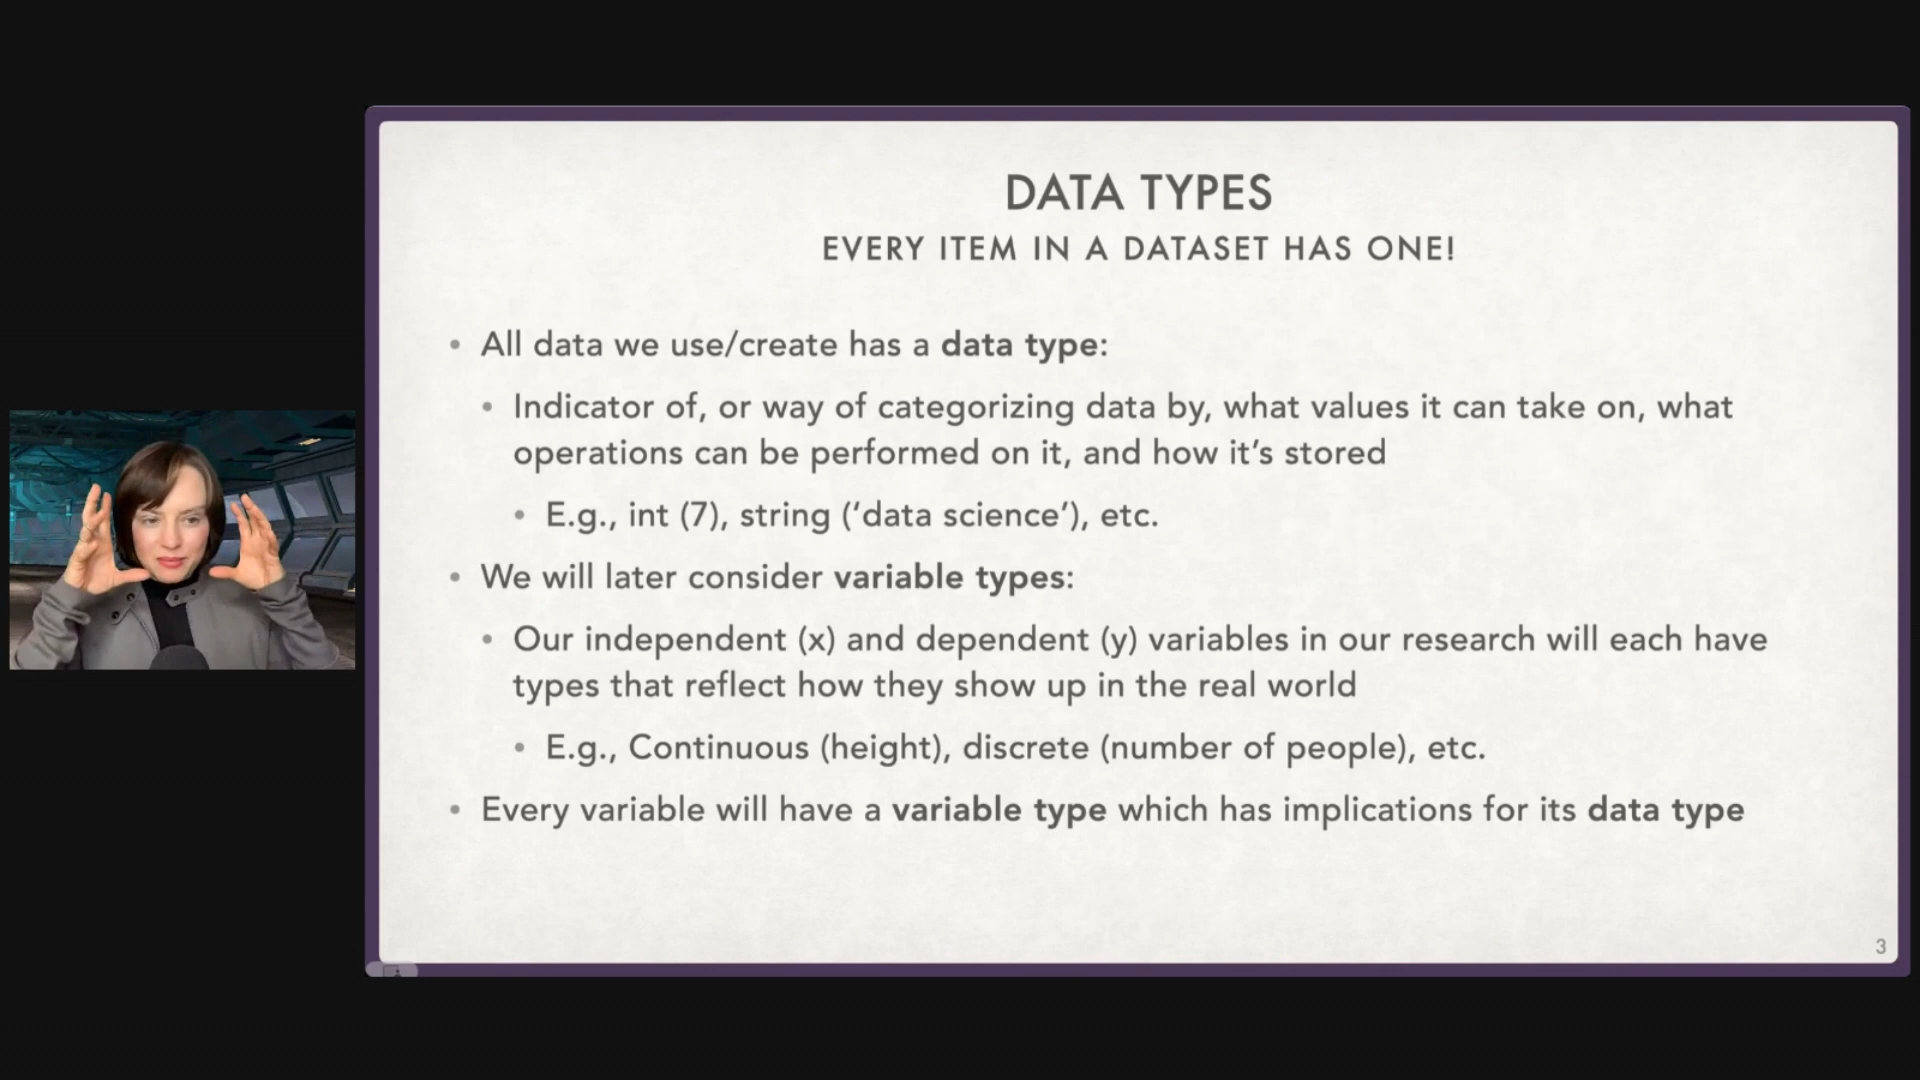 DATA TYPES
EVERY ITEM IN A DATASET HAS ONE!
• All data we use/create has a data type:
• Indicator of, or way of categorizing data by, what values it can take on, what
operations can be performed on it, and how it’s stored
• E.g., int (7), string (‘data science’), etc.
• We will later consider variable types:
• Our independent (x) and dependent (y) variables in our research will each have
types that reflect how they show up in the real world
• E.g., Continuous (height), discrete (number of people), etc.
• Every variable will have a variable type which has implications for its data type
3